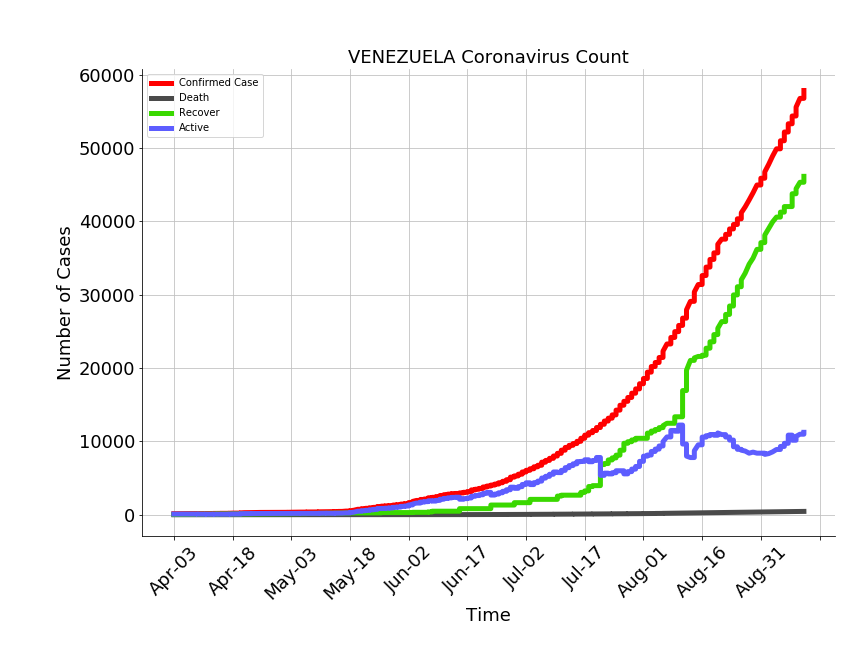 VENEZUELA Coronavirus Count
60000
50000
40000
30000
20000
10000
0
Number of Cases
Confirmed Case
Death
Recover
Active
Apr-03
Apr-18
May-03
May-18
Jun-02
Jun-17
Jul-02
Jul-17
Aug-01
Aug-16
Aug-31
Time